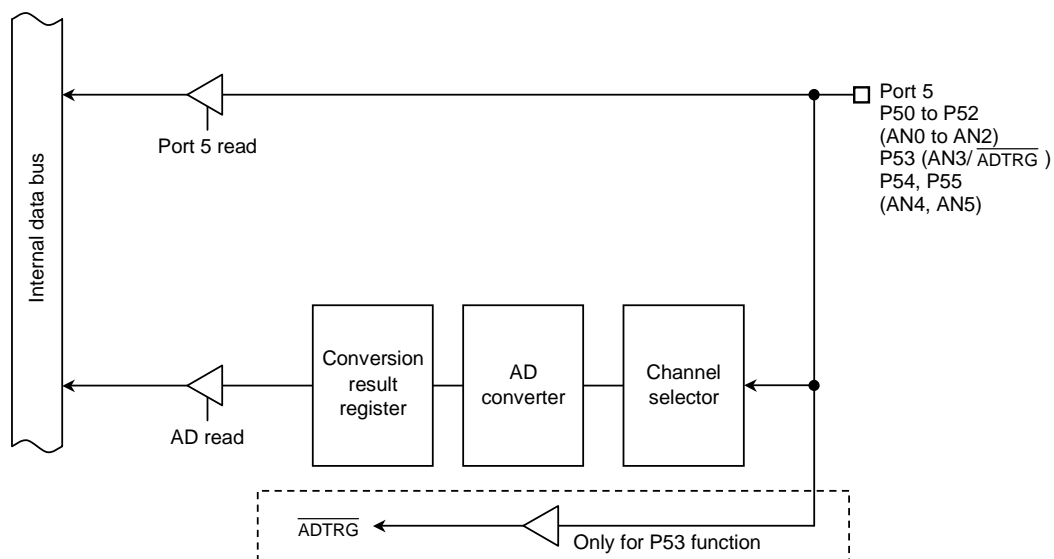 Internal data bus
Port 5 read
Port 5
P50 to P52
(AN0 to AN2)
P53 (AN3/ADTRG )
P54, P55
(AN4, AN5)
AD read
Conversion
result
register
AD
converter
Channel
selector
ADTRG
Only for P53 function